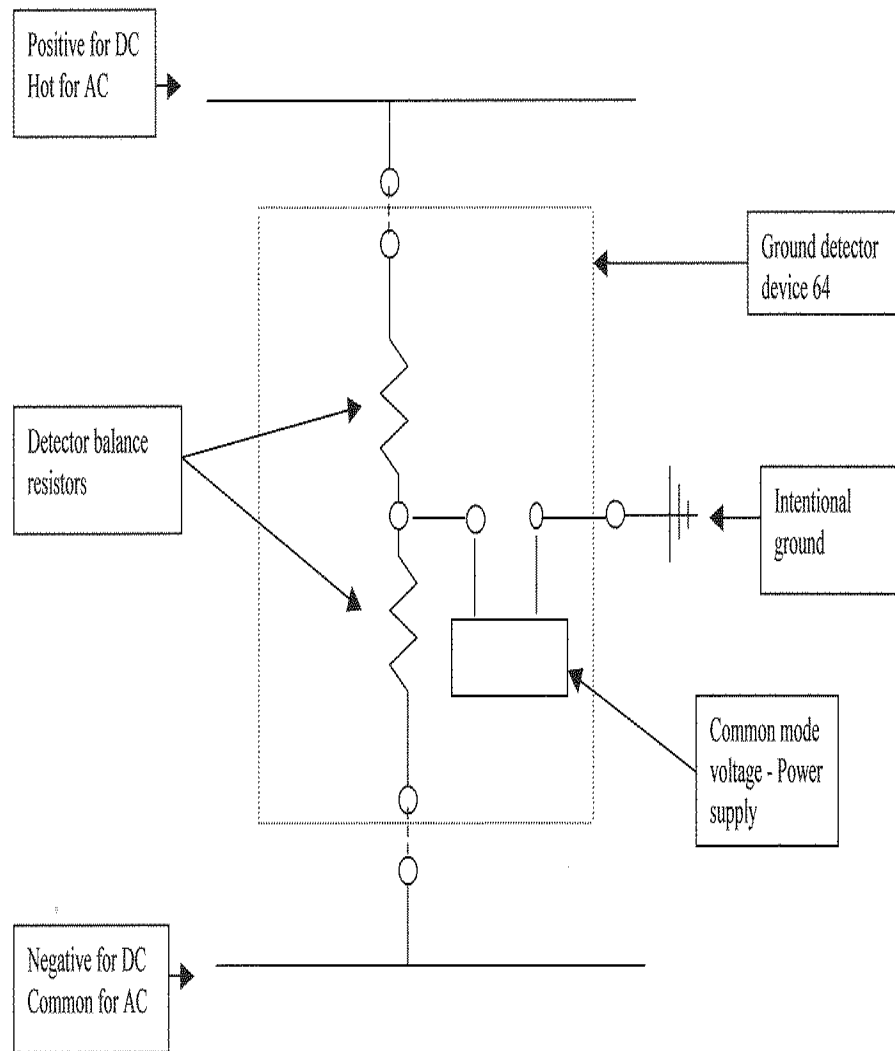 Positive for DC
Hot for AC
Ground detector
device 64
Detector balance
resistors
Intentional
ground
Common mode
voltage - Power
supply
Negative for DC
Common for AC